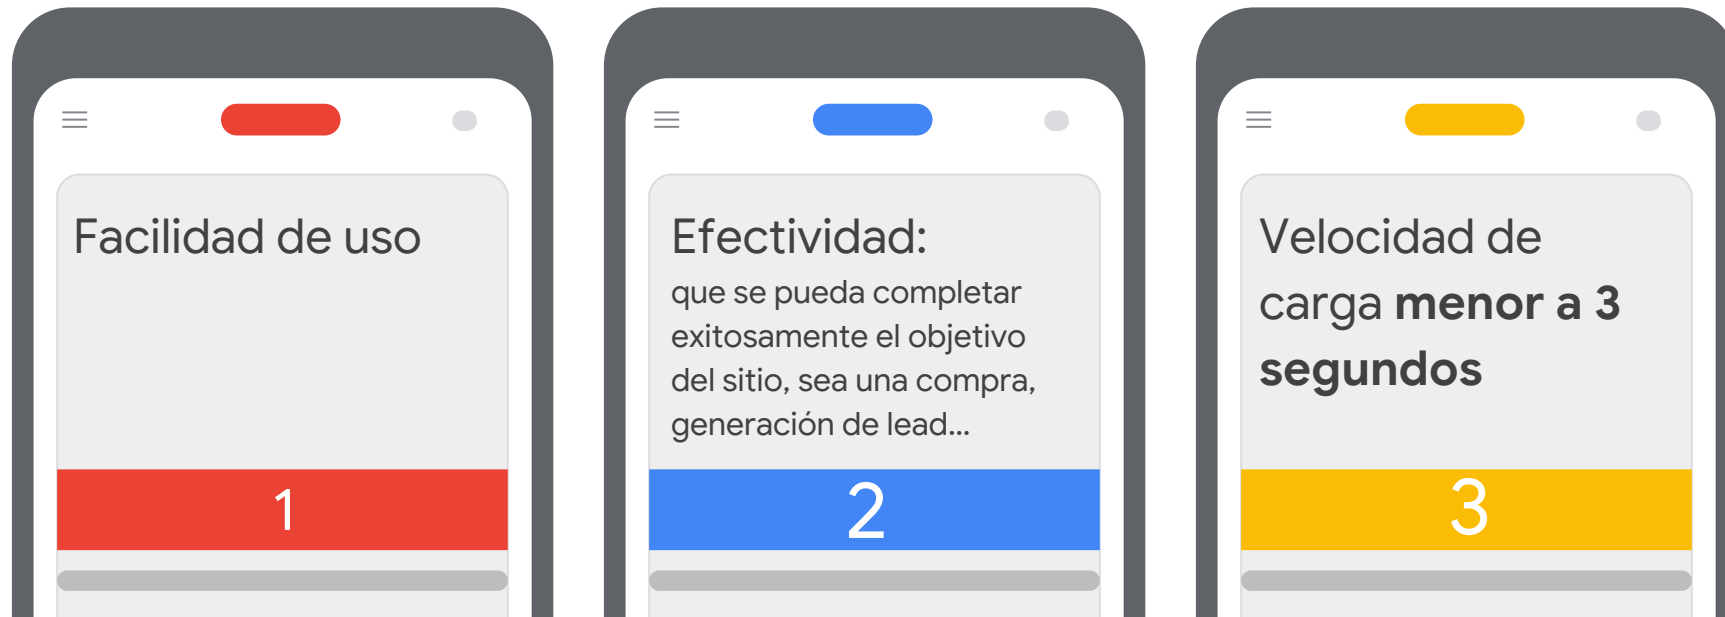 Facilidad de uso
1
Efectividad:
que se pueda completar
exitosamente el objetivo
del sitio, sea una compra,
generación de lead...
2
Velocidad de
carga menor a 3
segundos
3